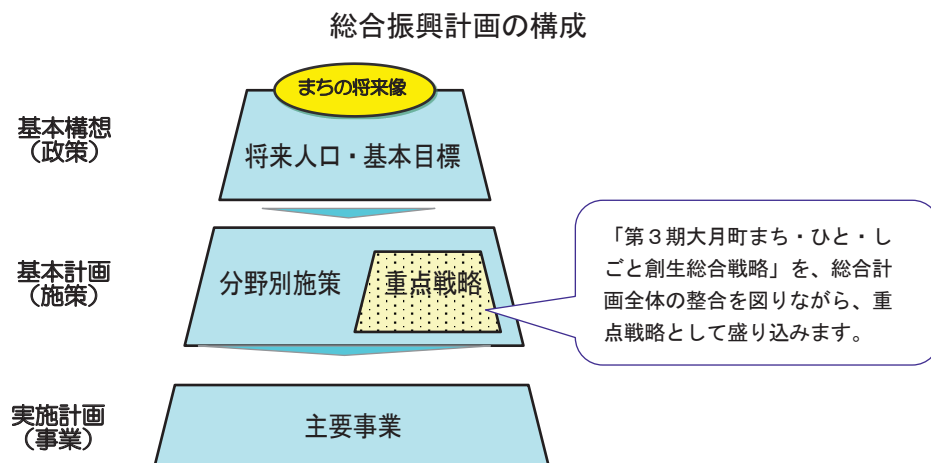 総合振興計画の構成
まちの将来像
基本構想
（政策）
将来人口・基本目標
基本計画
（施策）
分野別施策
重点戦略
「第３期大月町まち・ひと・し
ごと創生総合戦略」を、総合計
画全体の整合を図りながら、重
点戦略として盛り込みます。
実施計画
（事業）
主要事業